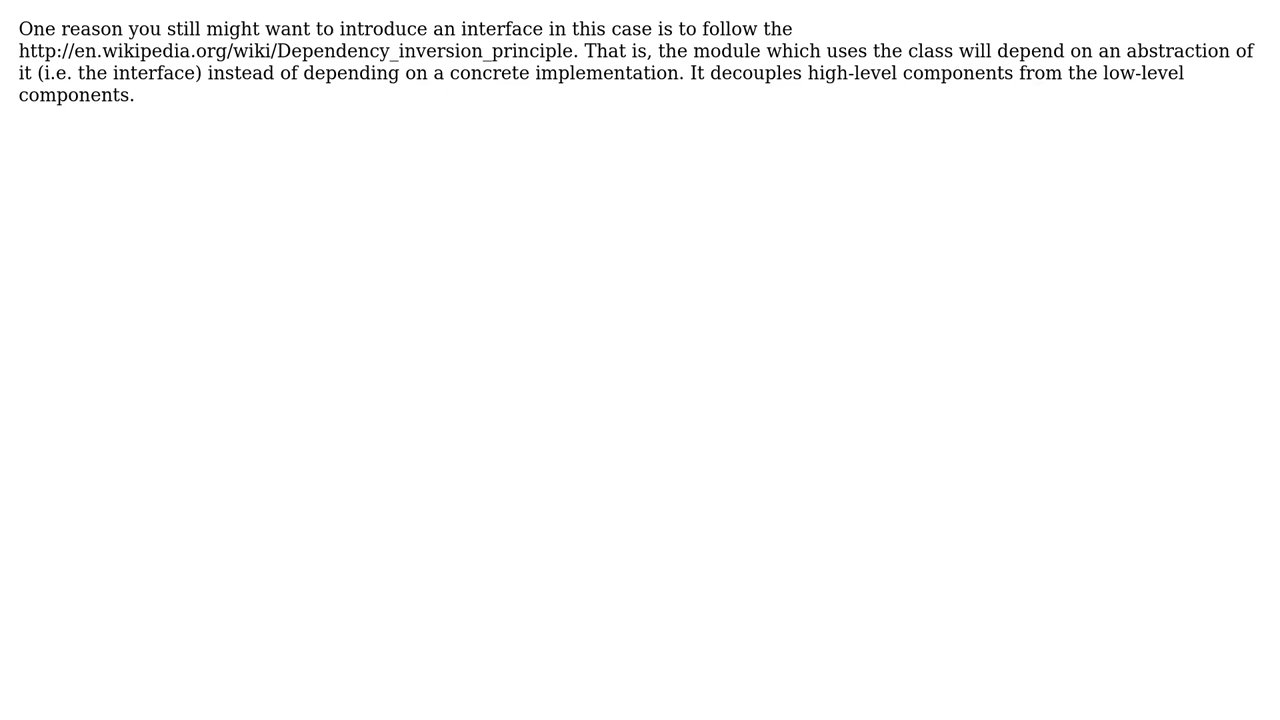 One reason you still might want to introduce an interface in this case is to follow the
http://en.wikipedia.org/wiki/Dependency_inversion_principle. That is, the module which uses the class will depend on an abstraction of
it (i.e. the interface) instead of depending on a concrete implementation. It decouples high-level components from the low-level
components.